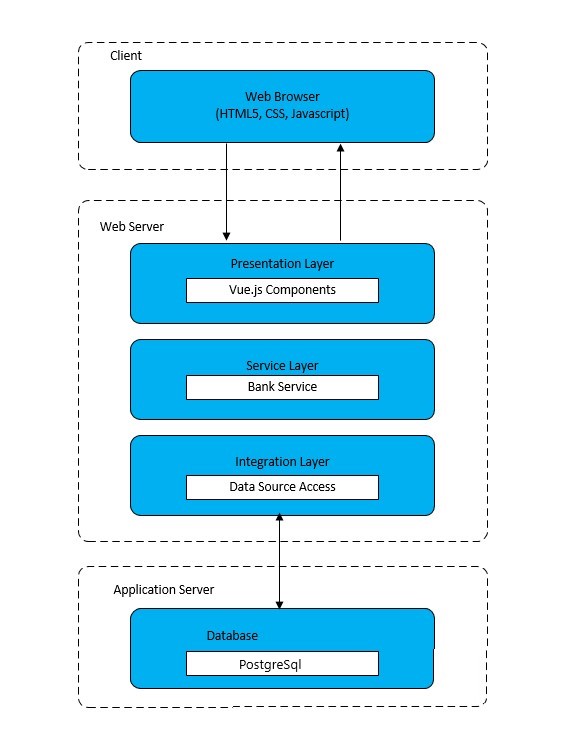 Client
Web Browser
(HTML5, CSS, Javascript)
Web Server
Presentation Layer
Vue.js Components
Service Layer
Bank Service
Integration Layer
Data Source Access
Application Server
Database
PostgreSql